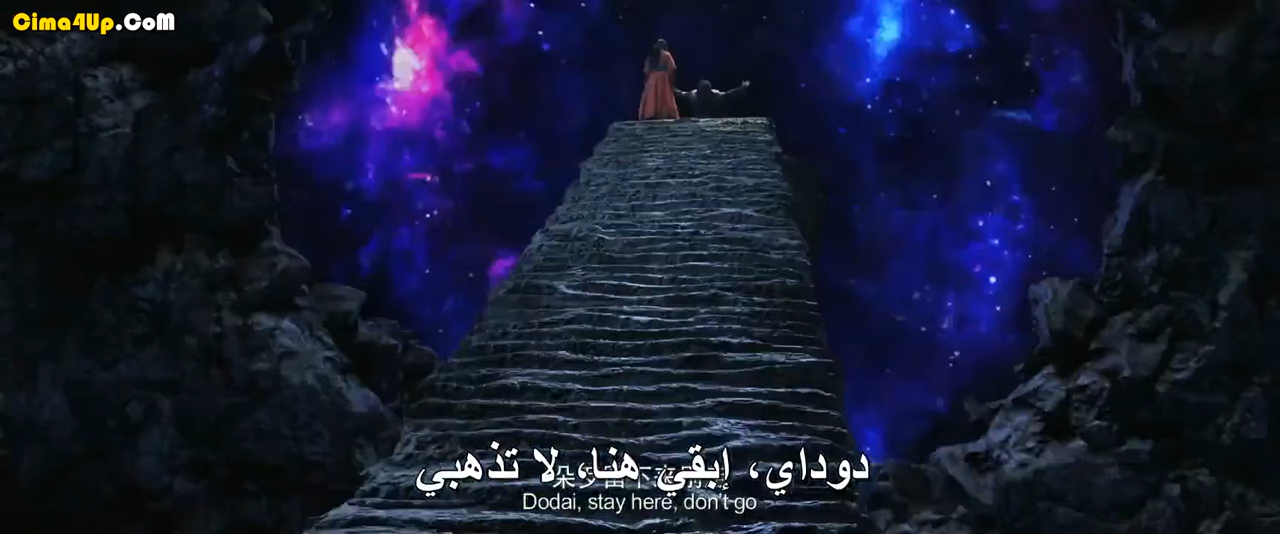 Cima4Up.CoM
دوداي، إبقي هنا، لا تذهبي
Dodai, stay here, don't go